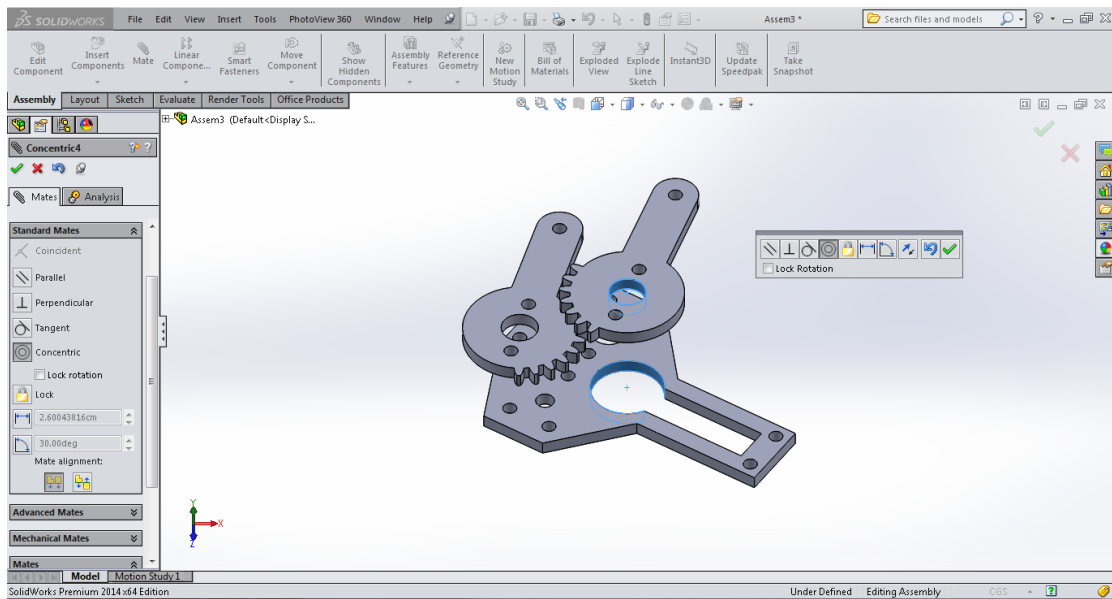 SOLIDWORKS File Edit View Insert Tools PhotoView 360 Window Help Assem3 * Search files and models
Edit Component
Insert Components
Mate
Linear Compone...
Smart Fasteners
Move Component
Show Hidden Components
Assembly Features
Reference Geometry
New Motion Study
Bill of Materials
Exploded View
Explode Line Sketch
Instant3D
Update Speedpak
Take Snapshot
Assembly Layout Sketch Evaluate Render Tools Office Products
Assem3 (Default<Display S...
Concentric4
Mates Analysis
Standard Mates
Coincident
Parallel
Perpendicular
Tangent
Concentric
Lock rotation
Lock
2.60043816cm
30.00deg
Mate alignment:
Advanced Mates
Mechanical Mates
Mates
Lock Rotation
Y
X
Z
Model Motion Study 1
SolidWorks Premium 2014 x64 Edition Under Defined Editing Assembly CGS